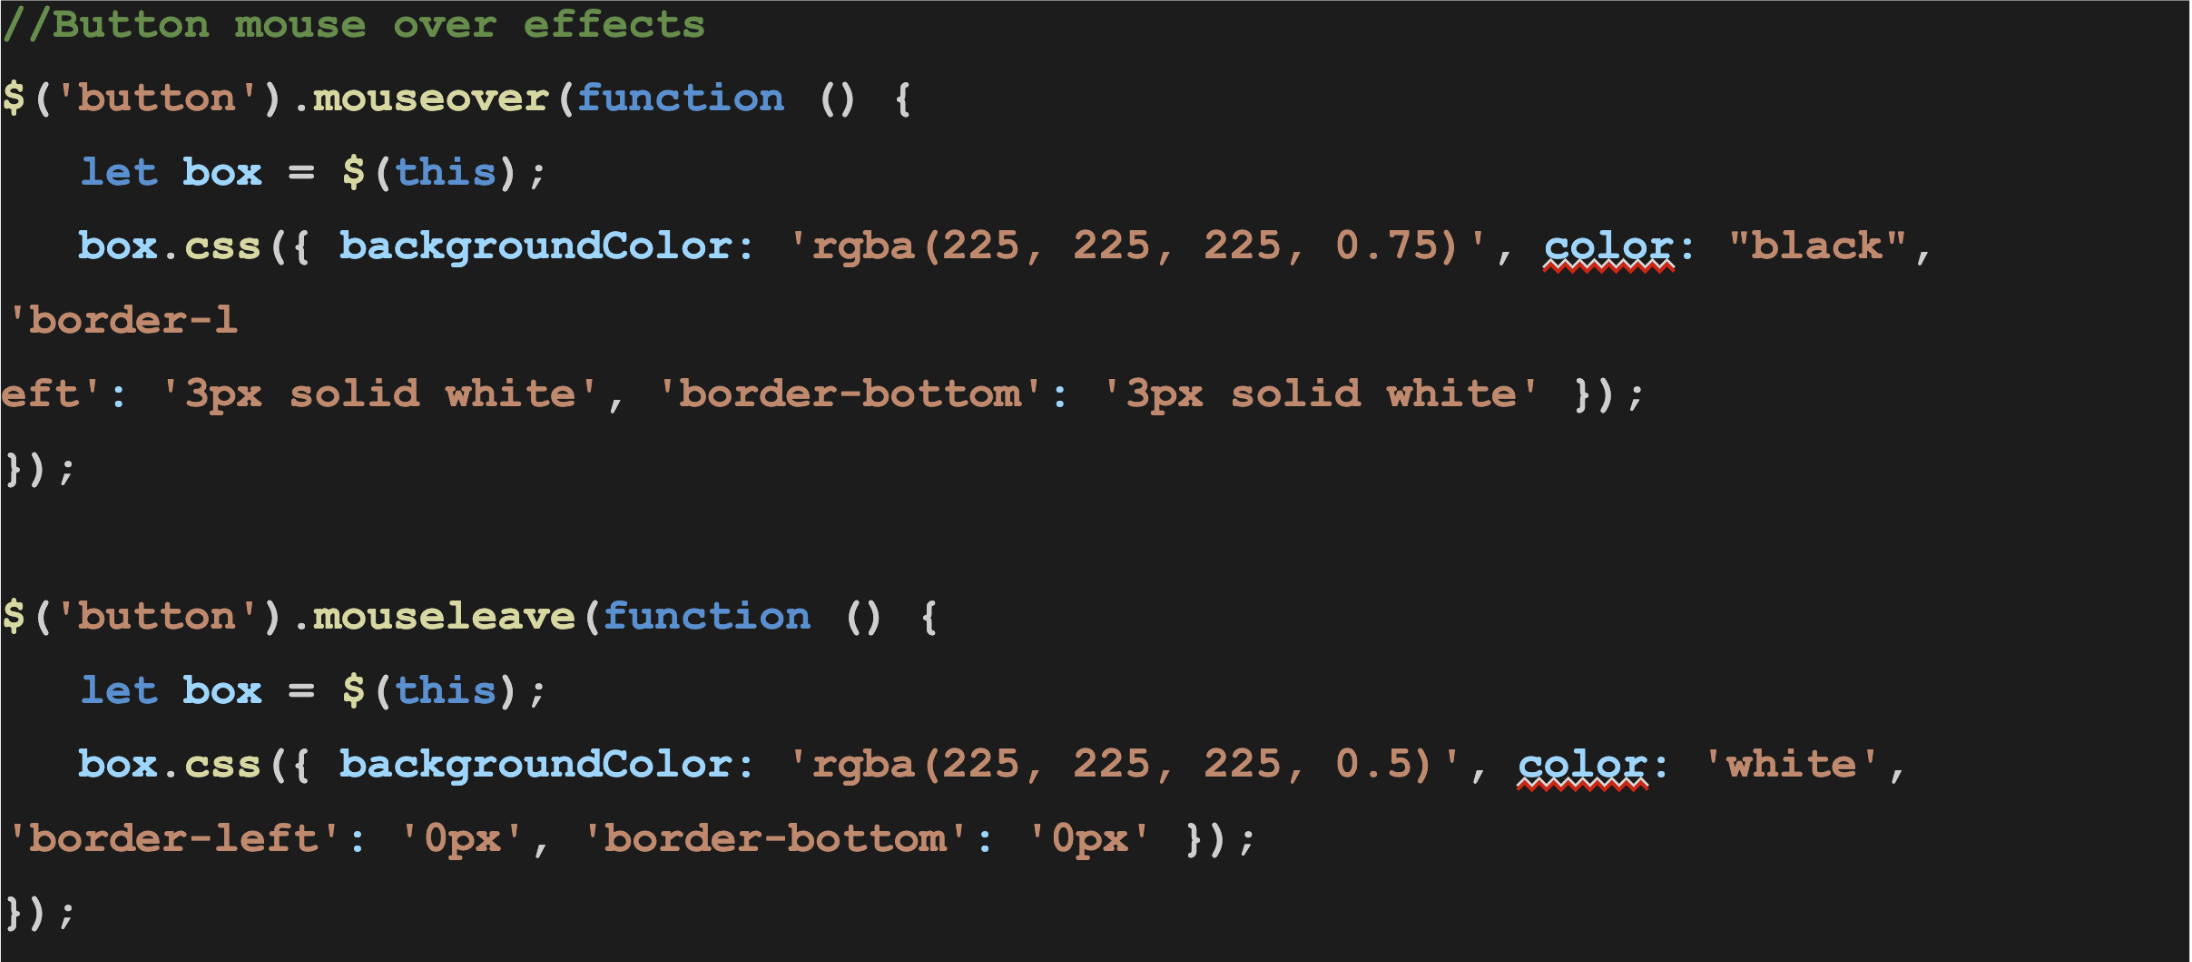 //Button mouse over effects
$('button').mouseover(function () {
   let box = $(this);
   box.css({ backgroundColor: 'rgba(225, 225, 225, 0.75)', color: "black",
'border-l
eft': '3px solid white', 'border-bottom': '3px solid white' });
});

$('button').mouseleave(function () {
   let box = $(this);
   box.css({ backgroundColor: 'rgba(225, 225, 225, 0.5)', color: 'white',
'border-left': '0px', 'border-bottom': '0px' });
});